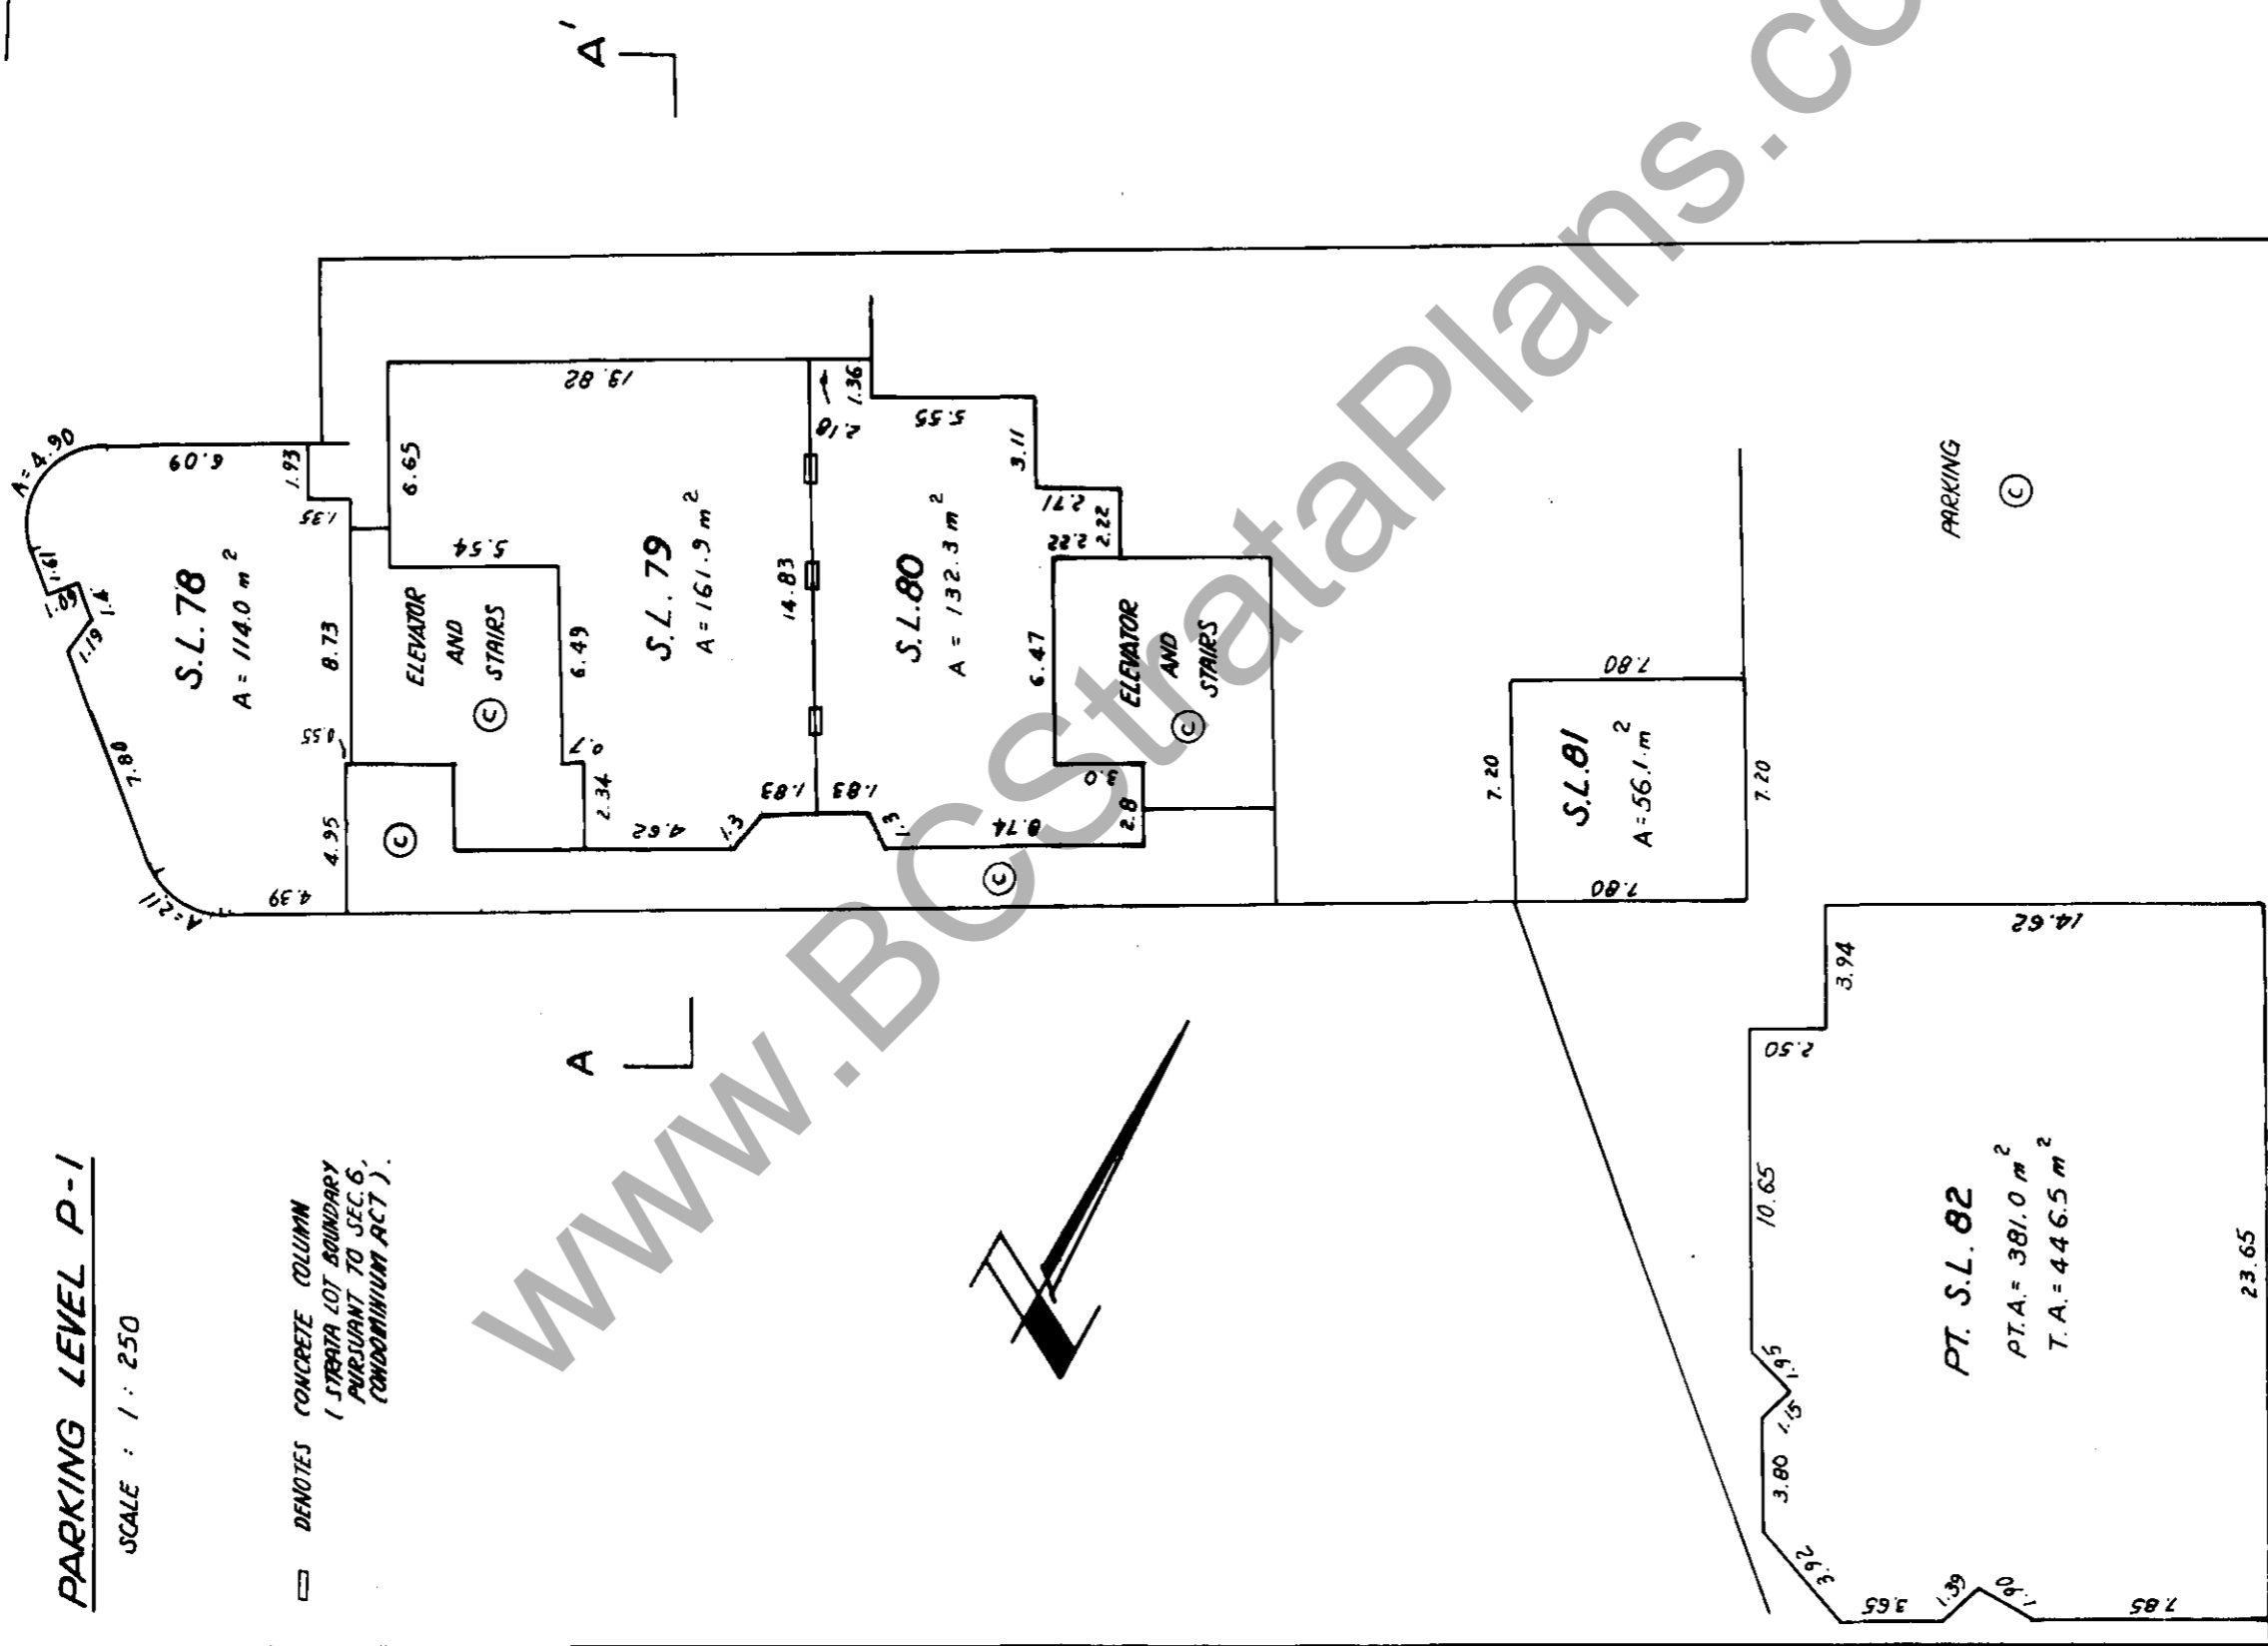 PARKING LEVEL P-1
SCALE : 1 : 250
DENOTES CONCRETE COLUMN
( STRATA LOT BOUNDARY
PURSUANT TO SEC. 6,
CONDOMINIUM ACT ).
A
A'
A = 4.90
6.09
1.93
1.35
1.61
1.05
1.4
1.19
S.L. 78
A = 114.0 m²
8.73
0.55
7.80
A = 2.11
4.39
4.95
C
6.65
5.54
ELEVATOR
AND
STAIRS
C
6.49
0.7
2.34
13.82
S.L. 79
A = 161.9 m²
14.83
4.62
1.3
1.83
1.83
1.3
2.18
1.36
5.55
3.11
2.71
2.22
2.22
S.L. 80
A = 132.3 m²
6.47
3.0
2.8
8.74
C
ELEVATOR
AND
STAIRS
C
7.20
7.80
S.L. 81
A = 56.1 m²
7.80
7.20
PARKING
C
14.62
3.94
2.50
10.65
1.95
1.15
3.80
3.92
3.65
1.39
1.90
7.85
PT. S.L. 82
PT. A. = 381.0 m²
T. A. = 446.5 m²
23.65
www.BCStrataPlans.co